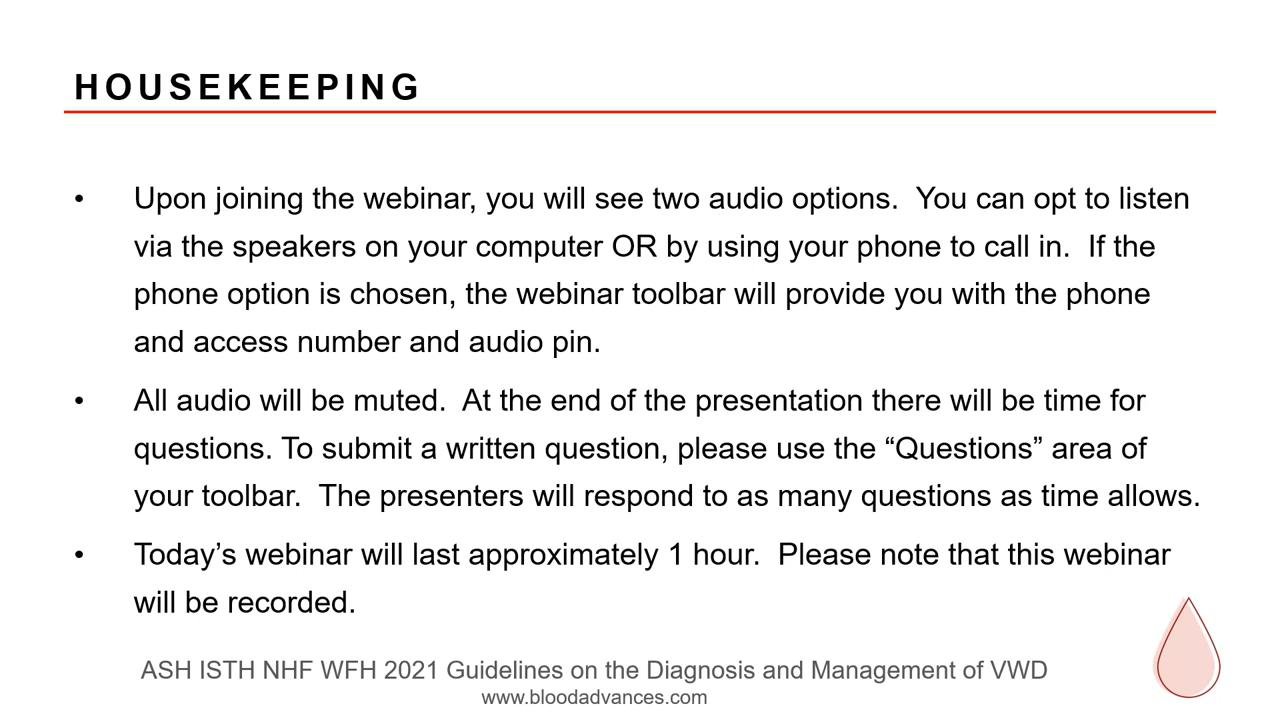 HOUSEKEEPING
• Upon joining the webinar, you will see two audio options.  You can opt to listen
via the speakers on your computer OR by using your phone to call in.  If the
phone option is chosen, the webinar toolbar will provide you with the phone
and access number and audio pin.
• All audio will be muted.  At the end of the presentation there will be time for
questions. To submit a written question, please use the “Questions” area of
your toolbar.  The presenters will respond to as many questions as time allows.
• Today’s webinar will last approximately 1 hour.  Please note that this webinar
will be recorded.
ASH ISTH NHF WFH 2021 Guidelines on the Diagnosis and Management of VWD
www.bloodadvances.com